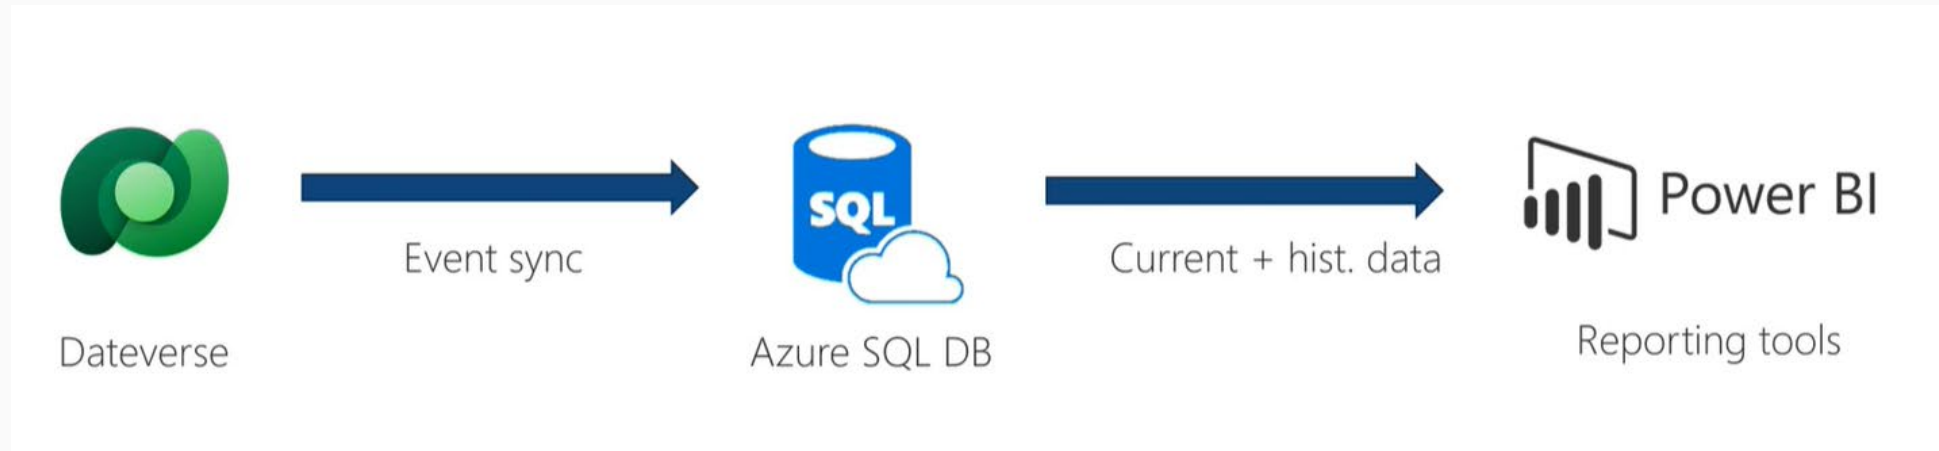 Event sync
Dateverse
SQL
Azure SQL DB
Current + hist. data
Power BI
Reporting tools